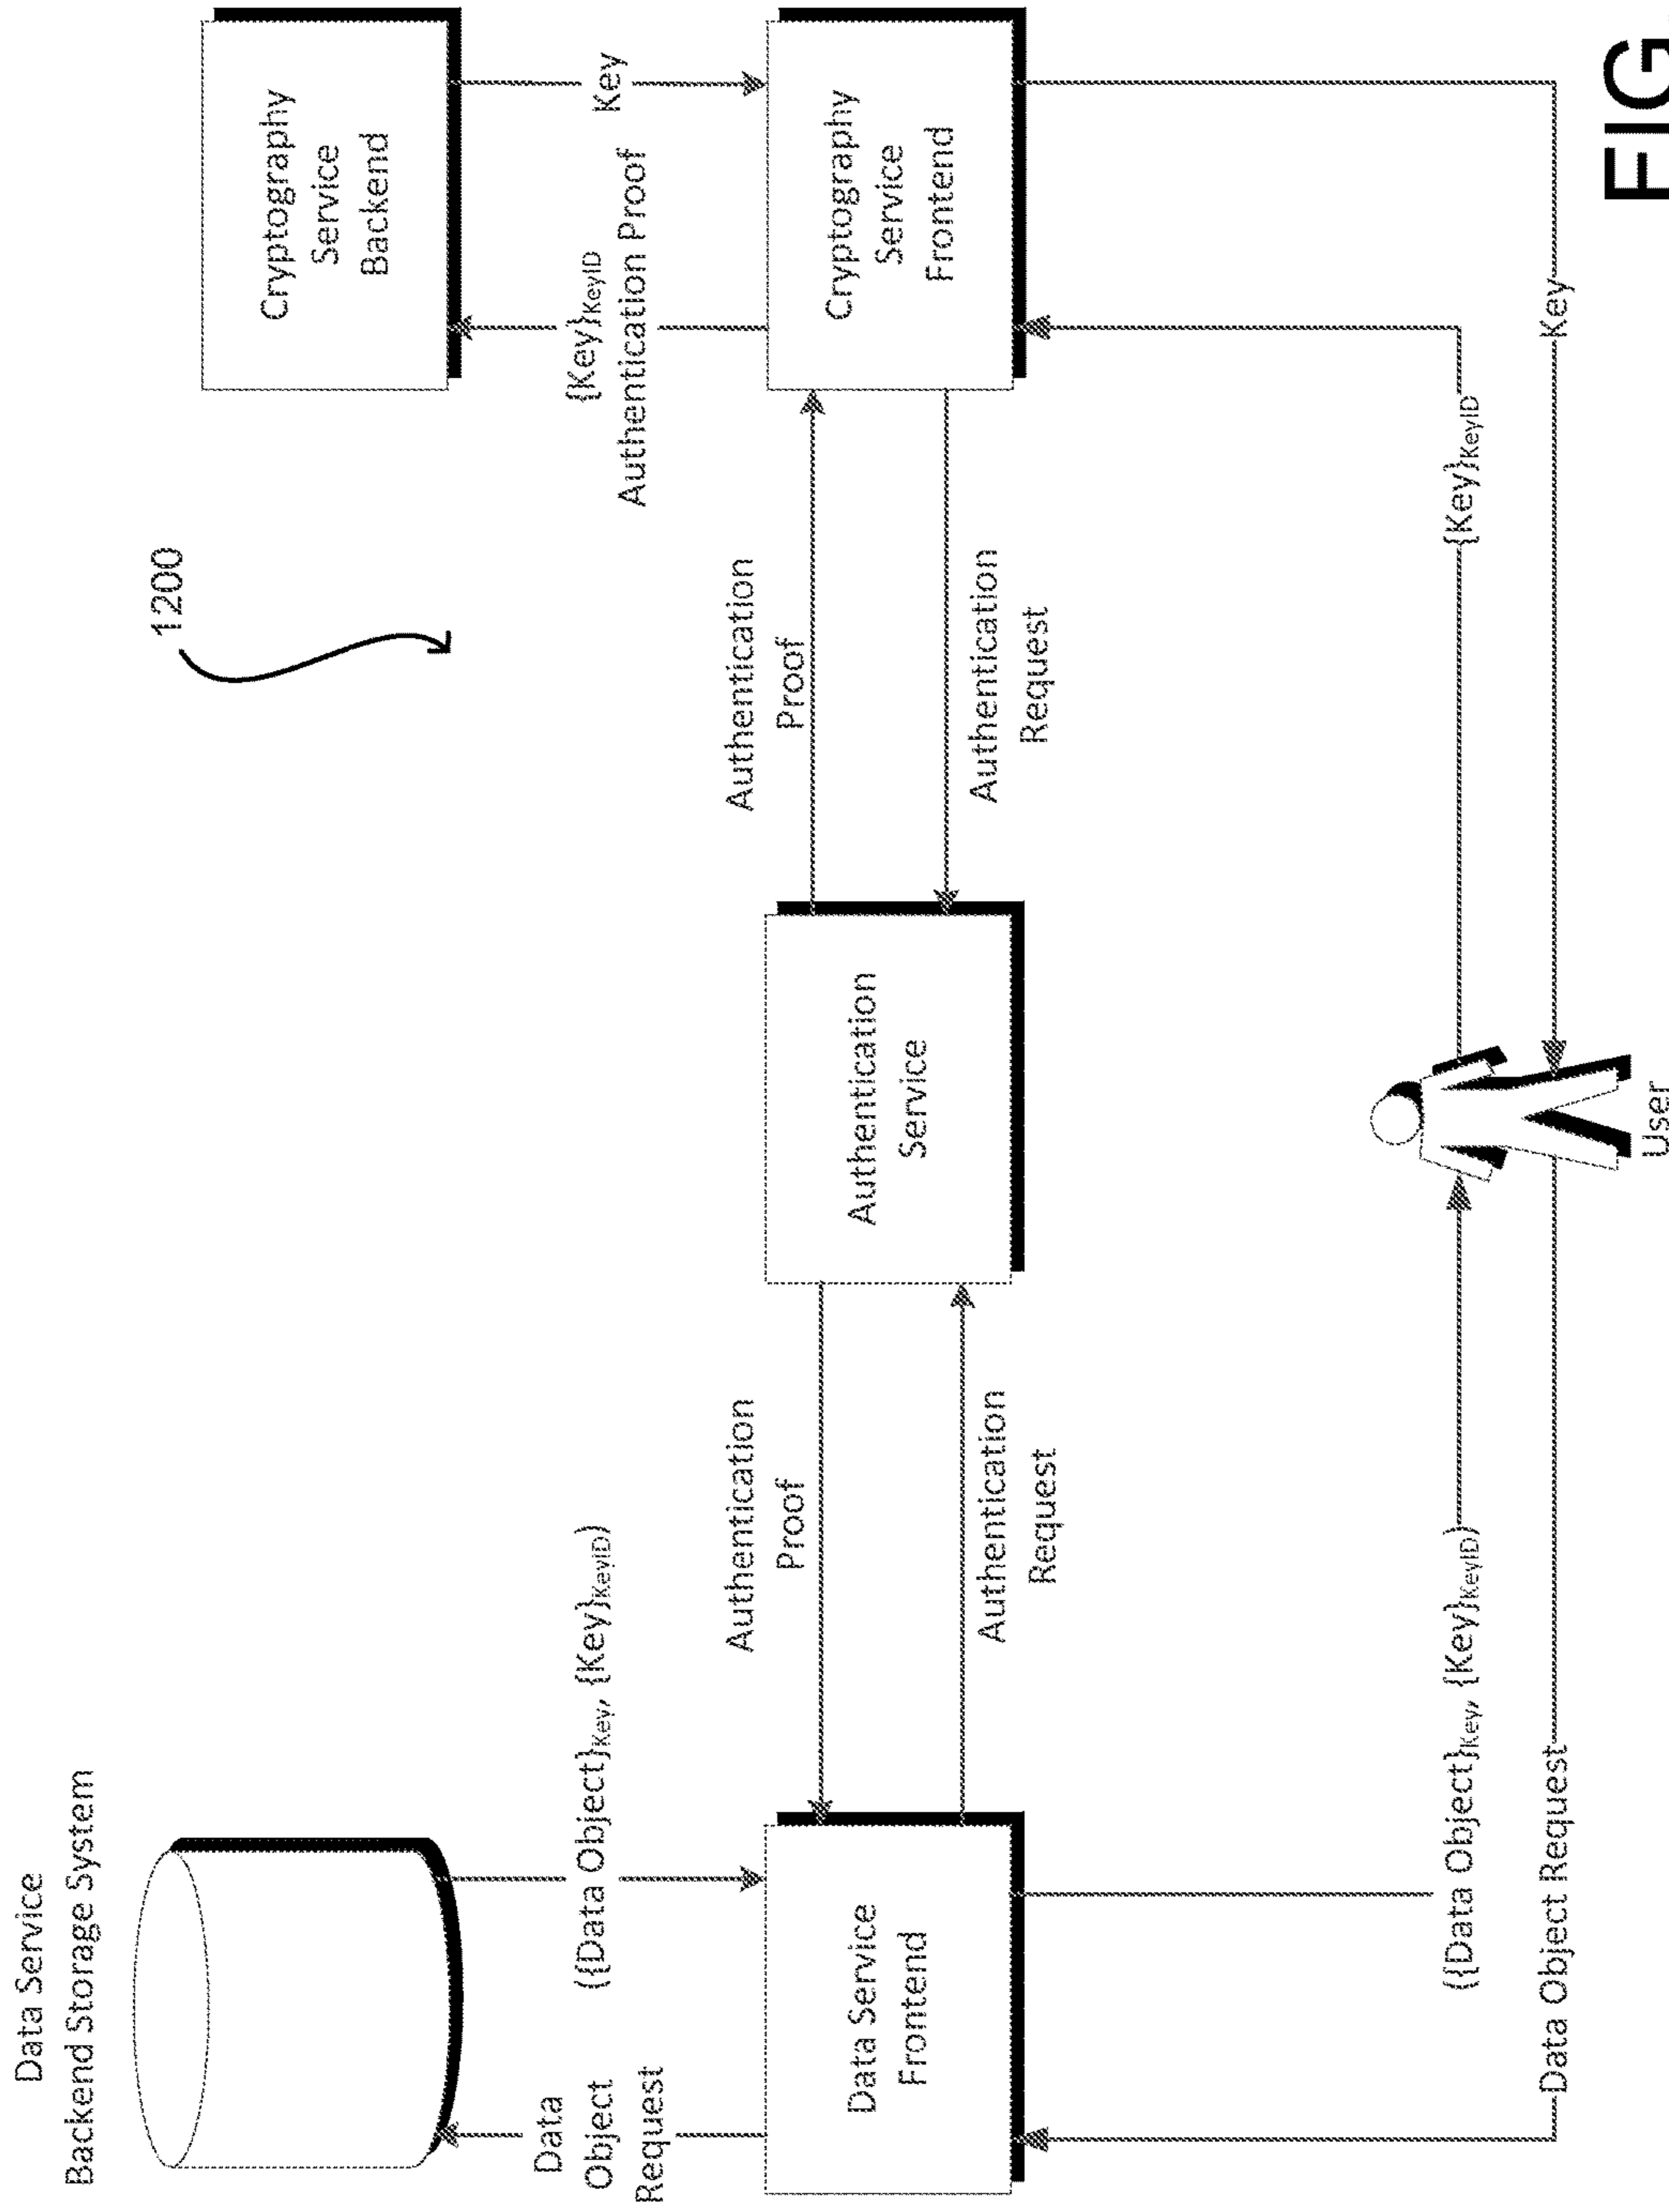 Data Service
Backend Storage System
1200
Cryptography
Service
Backend
Data
Object
Request
({Data Object}Key, {Key}KeyID)
{Key}KeyID
Authentication Proof
Key
Data Service
Frontend
Authentication
Proof
Authentication
Request
Authentication
Service
Authentication
Proof
Authentication
Request
Cryptography
Service
Frontend
({Data Object}Key, {Key}KeyID)
{Key}KeyID
Data Object Request
Key
User
FIG